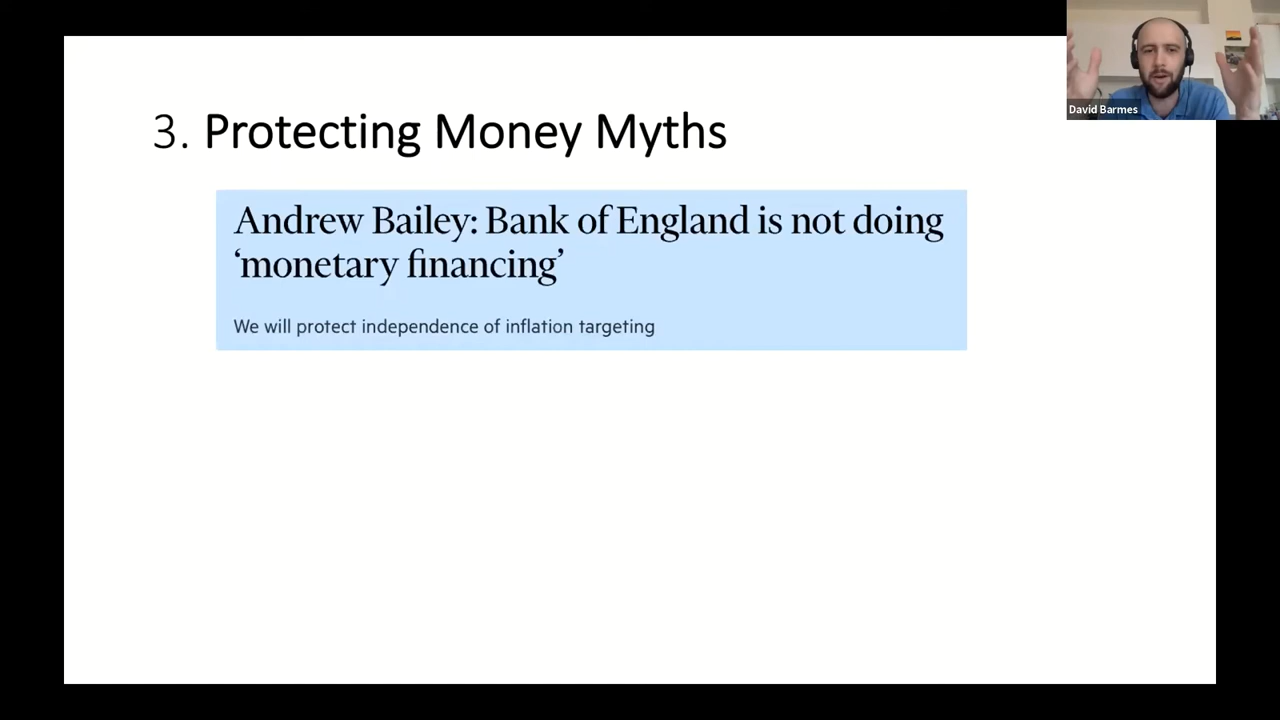 David Barmes
3. Protecting Money Myths
Andrew Bailey: Bank of England is not doing
‘monetary financing’
We will protect independence of inflation targeting